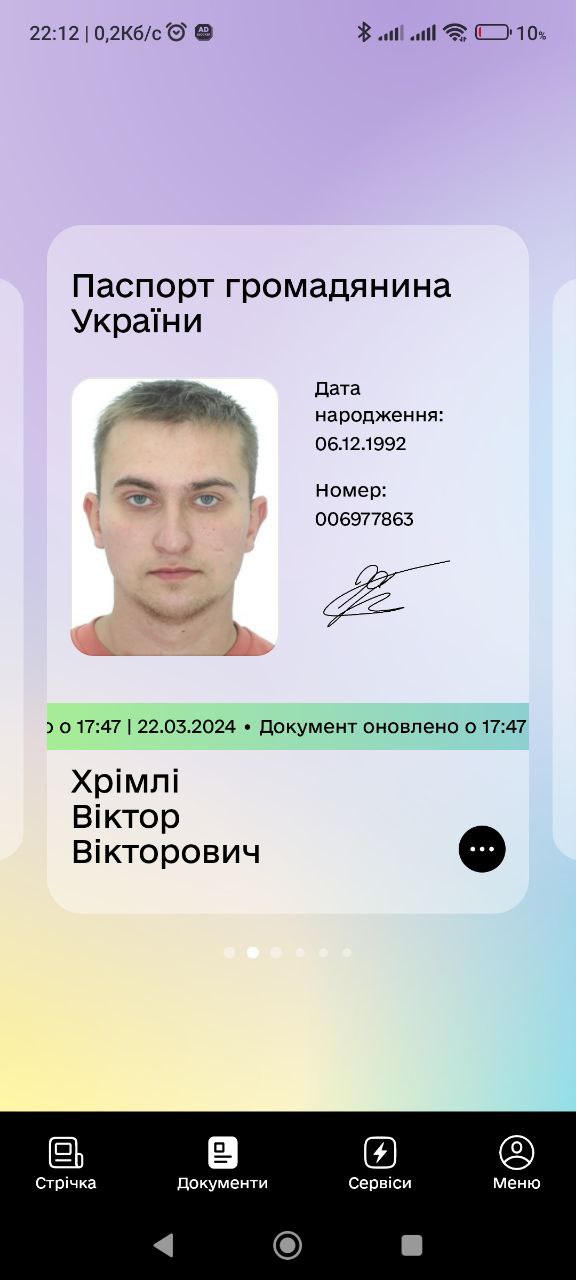 22:12 | 0,2Кб/с
10%
Паспорт громадянина
України
Дата
народження:
06.12.1992
Номер:
006977863
о 17:47 | 22.03.2024 • Документ оновлено о 17:47
Хрімлі
Віктор
Вікторович
Стрічка
Документи
Сервіси
Меню